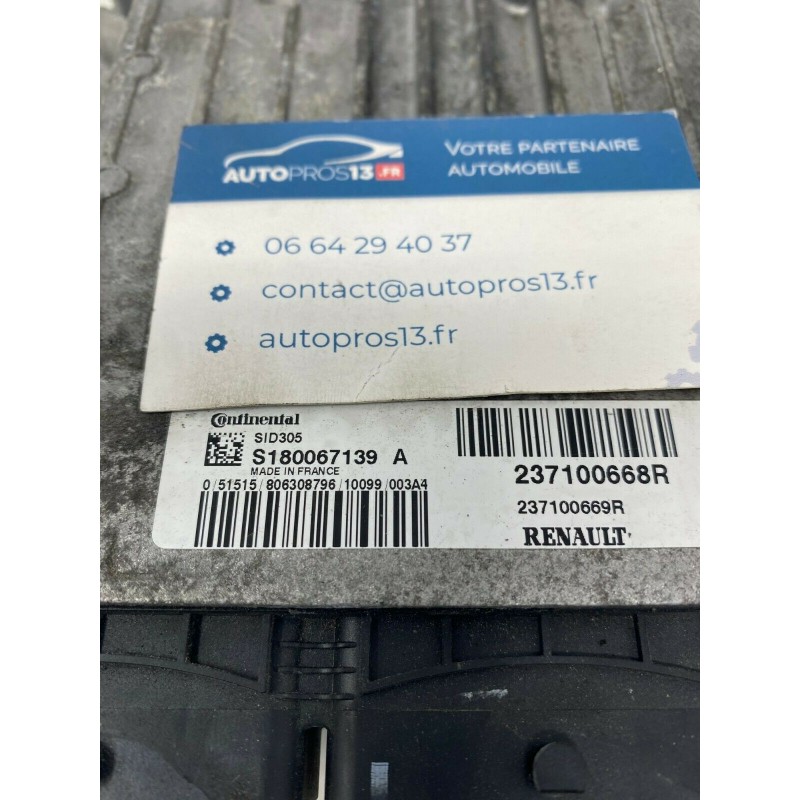 AUTOPROS13.FR
VOTRE PARTENAIRE
AUTOMOBILE
06 64 29 40 37
contact@autopros13.fr
autopros13.fr
Continental
SID305
S180067139 A
MADE IN FRANCE
0/51515/806308796/10099/003A4
237100668R
237100669R
RENAULT